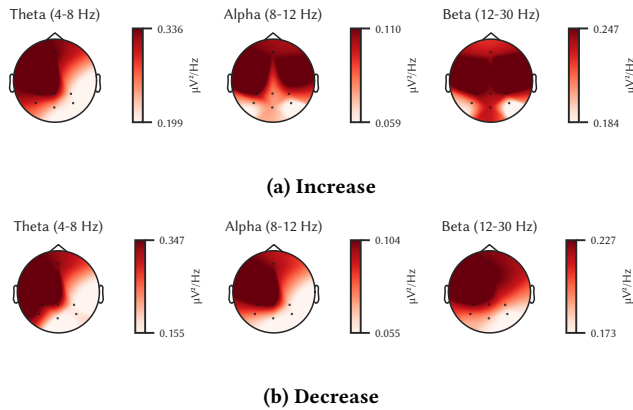 Theta (4-8 Hz) Alpha (8-12 Hz) Beta (12-30 Hz)
0.336 0.110 0.247
μV²/Hz μV²/Hz μV²/Hz
0.199 0.059 0.184
(a) Increase
Theta (4-8 Hz) Alpha (8-12 Hz) Beta (12-30 Hz)
0.347 0.104 0.227
μV²/Hz μV²/Hz μV²/Hz
0.155 0.055 0.173
(b) Decrease